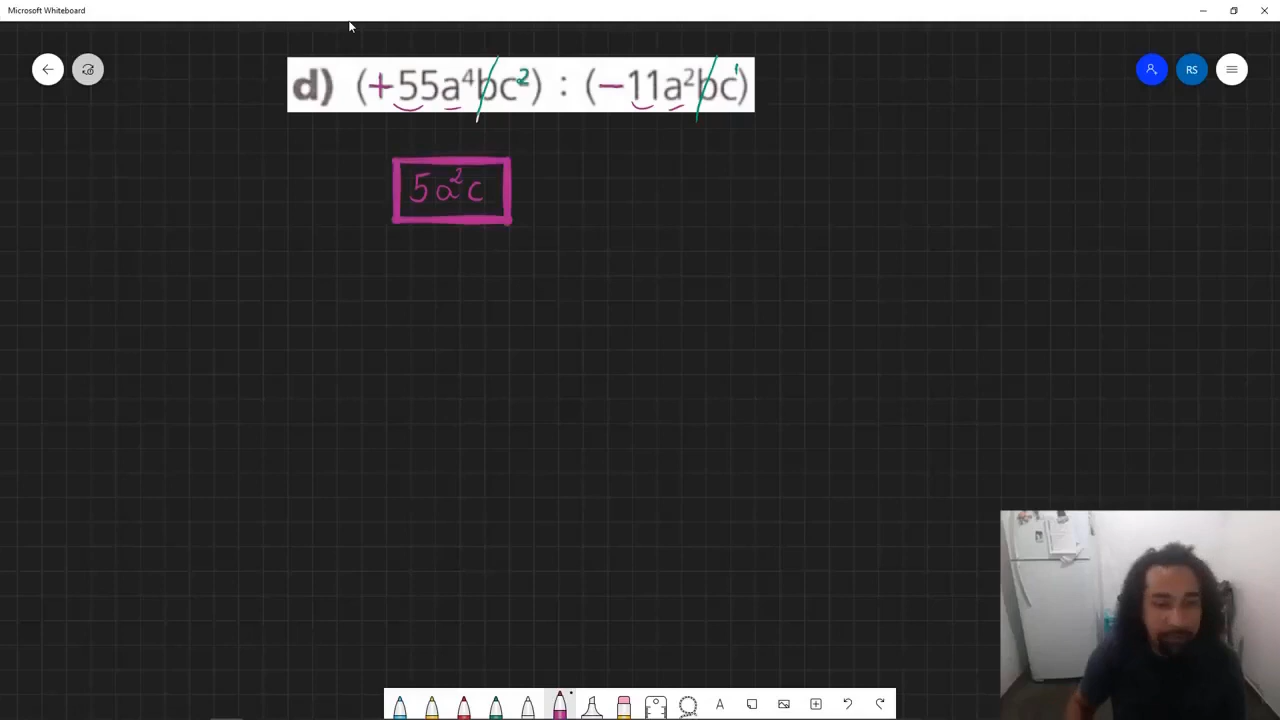 Microsoft Whiteboard
RS
d) (+55a⁴bc²) : (−11a²bc¹)
5a²c
A